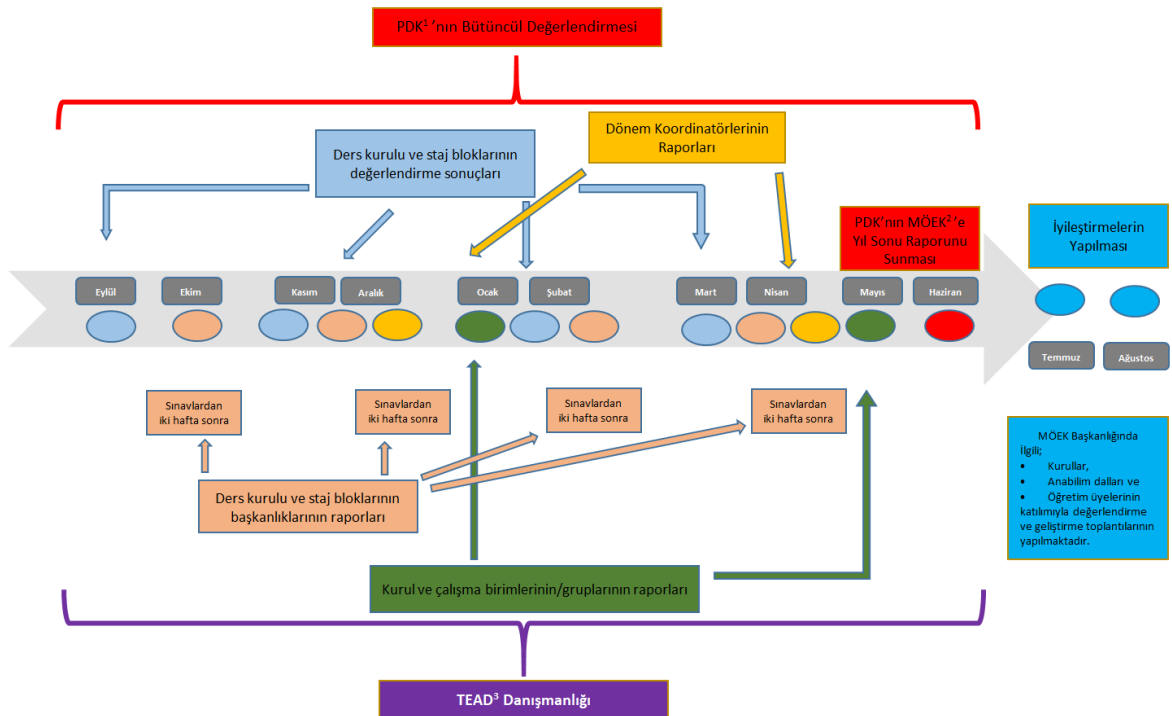 PDK¹'nın Bütüncül Değerlendirmesi
Ders kurulu ve staj bloklarının
değerlendirme sonuçları
Dönem Koordinatörlerinin
Raporları
PDK'nın MÖEK²'e
Yıl Sonu Raporunu
Sunması
İyileştirmelerin
Yapılması
Eylül
Ekim
Kasım
Aralık
Ocak
Şubat
Mart
Nisan
Mayıs
Haziran
Temmuz
Ağustos
Sınavlardan
iki hafta sonra
Sınavlardan
iki hafta sonra
Sınavlardan
iki hafta sonra
Sınavlardan
iki hafta sonra
Ders kurulu ve staj bloklarının
başkanlıklarının raporları
MÖEK Başkanlığında
İlgili;
• Kurullar,
• Anabilim dalları ve
• Öğretim üyelerinin
katılımıyla değerlendirme
ve geliştirme toplantılarının
yapılmaktadır.
Kurul ve çalışma birimlerinin/gruplarının raporları
TEAD³ Danışmanlığı